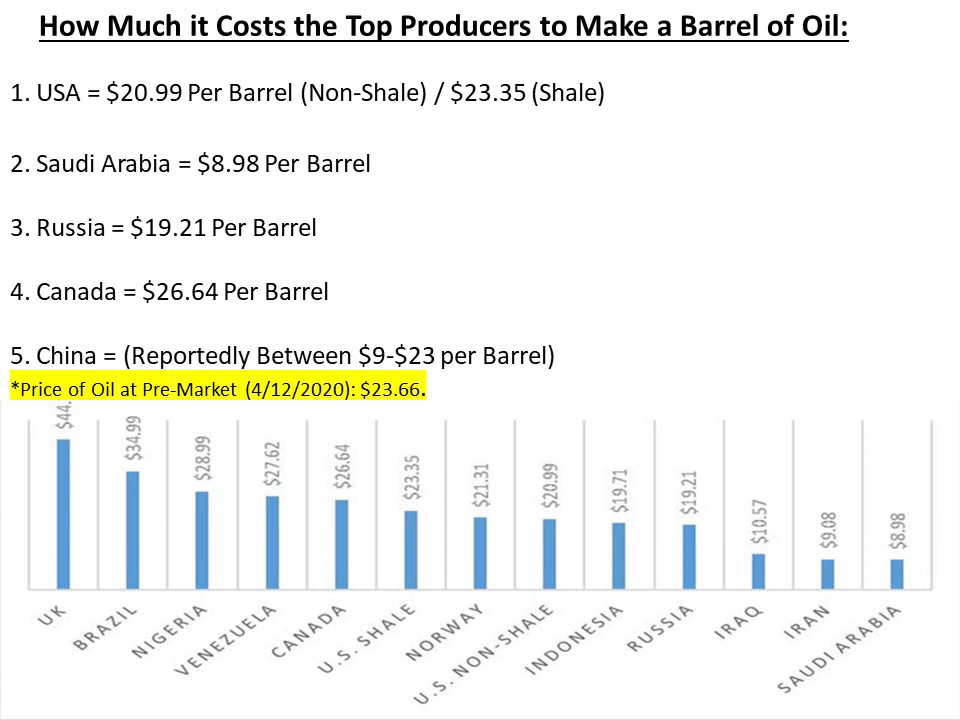 How Much it Costs the Top Producers to Make a Barrel of Oil:
1. USA = $20.99 Per Barrel (Non-Shale) / $23.35 (Shale)
2. Saudi Arabia = $8.98 Per Barrel
3. Russia = $19.21 Per Barrel
4. Canada = $26.64 Per Barrel
5. China = (Reportedly Between $9-$23 per Barrel)
*Price of Oil at Pre-Market (4/12/2020): $23.66.
$44.
$34.99
$28.99
$27.62
$26.64
$23.35
$21.31
$20.99
$19.71
$19.21
$10.57
$9.08
$8.98
UK
BRAZIL
NIGERIA
VENEZUELA
CANADA
U.S. SHALE
NORWAY
U.S. NON-SHALE
INDONESIA
RUSSIA
IRAQ
IRAN
SAUDI ARABIA